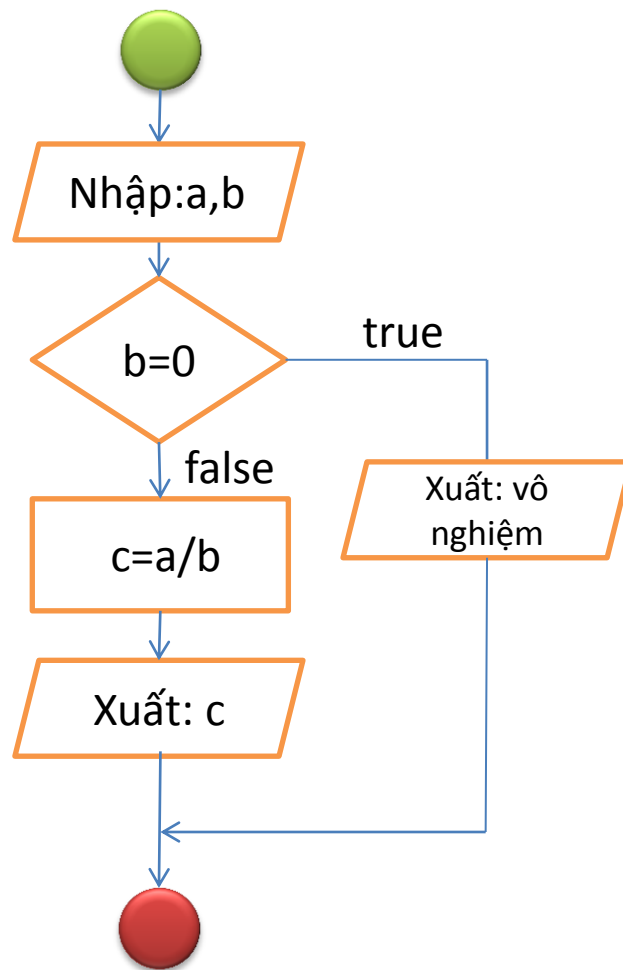 Nhập:a,b
b=0
true
false
Xuất: vô
nghiệm
c=a/b
Xuất: c